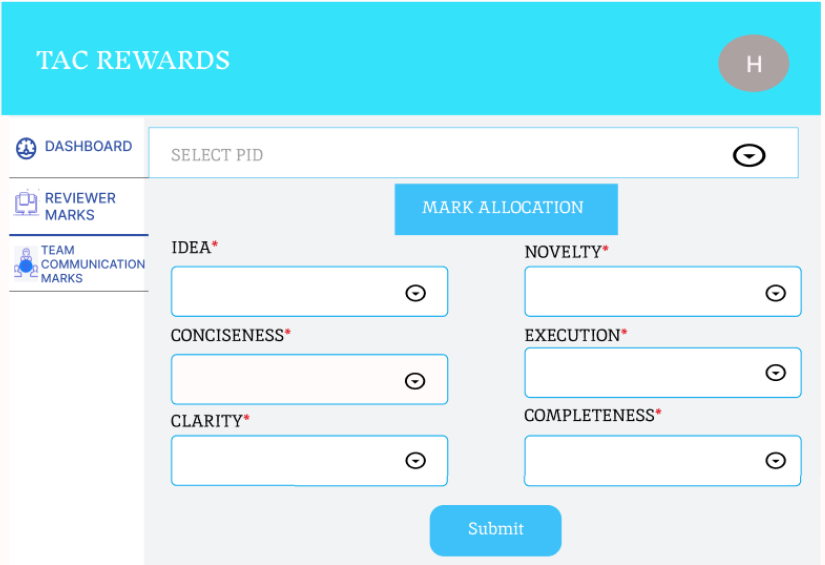 TAC REWARDS
H
DASHBOARD
SELECT PID
REVIEWER
MARKS
MARK ALLOCATION
TEAM
COMMUNICATION
MARKS
IDEA*
NOVELTY*
CONCISENESS*
EXECUTION*
CLARITY*
COMPLETENESS*
Submit